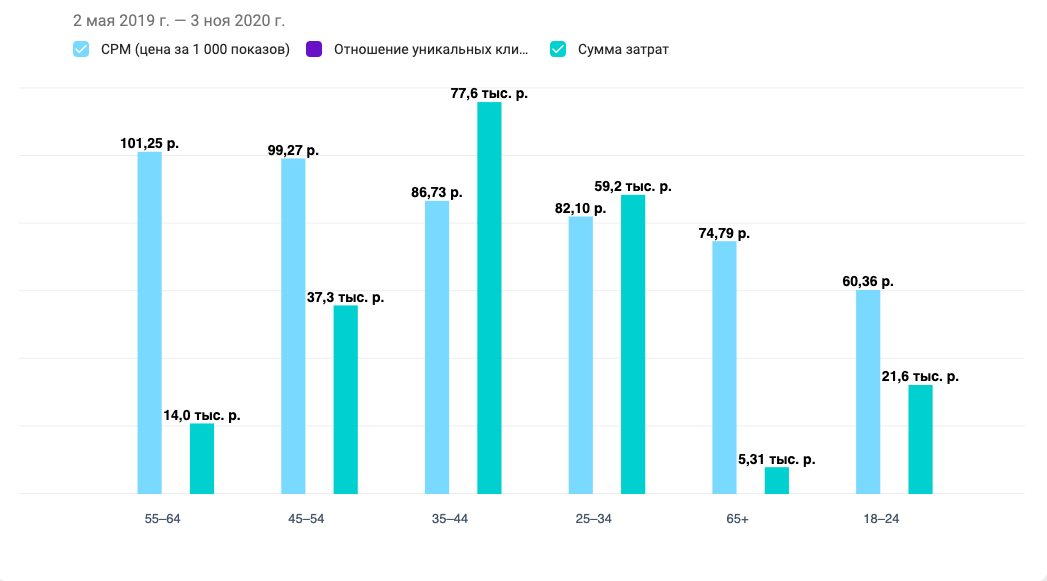 2 мая 2019 г. — 3 ноя 2020 г.
CPM (цена за 1 000 показов) Отношение уникальных кли... Сумма затрат
77,6 тыс. р.
101,25 р.
99,27 р.
86,73 р.
59,2 тыс. р.
82,10 р.
74,79 р.
60,36 р.
37,3 тыс. р.
21,6 тыс. р.
14,0 тыс. р.
5,31 тыс. р.
55–64 45–54 35–44 25–34 65+ 18–24